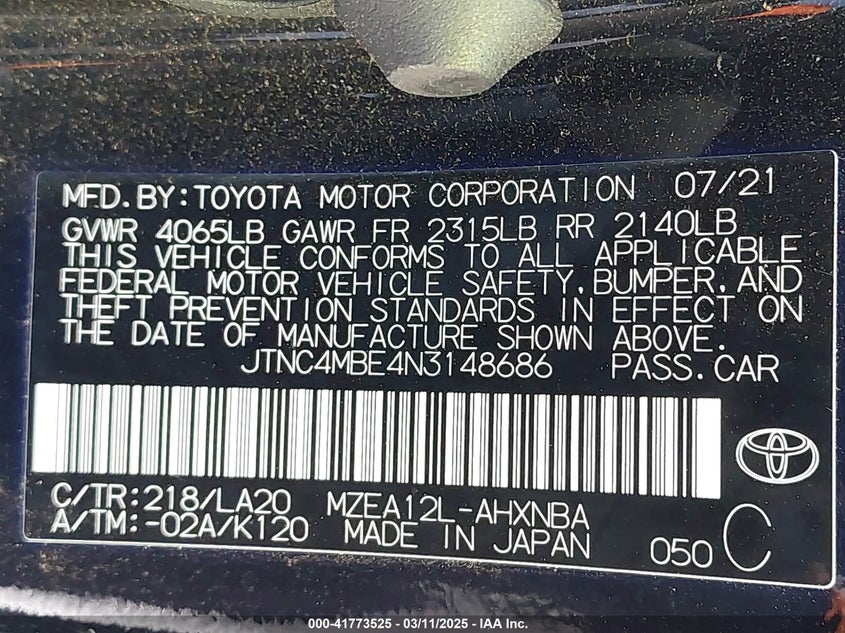 MFD.BY:TOYOTA MOTOR CORPORATION 07/21
GVWR 4065LB GAWR FR 2315LB RR 2140LB
THIS VEHICLE CONFORMS TO ALL APPLICABLE
FEDERAL MOTOR VEHICLE SAFETY,BUMPER,AND
THEFT PREVENTION STANDARDS IN EFFECT ON
THE DATE OF MANUFACTURE SHOWN ABOVE.
JTNC4MBE4N3148686 PASS.CAR
C/TR:218/LA20 MZEA12L-AHXNBA
A/TM:-02A/K120 MADE IN JAPAN 050 C
000-41773525 - 03/11/2025 - IAA Inc.